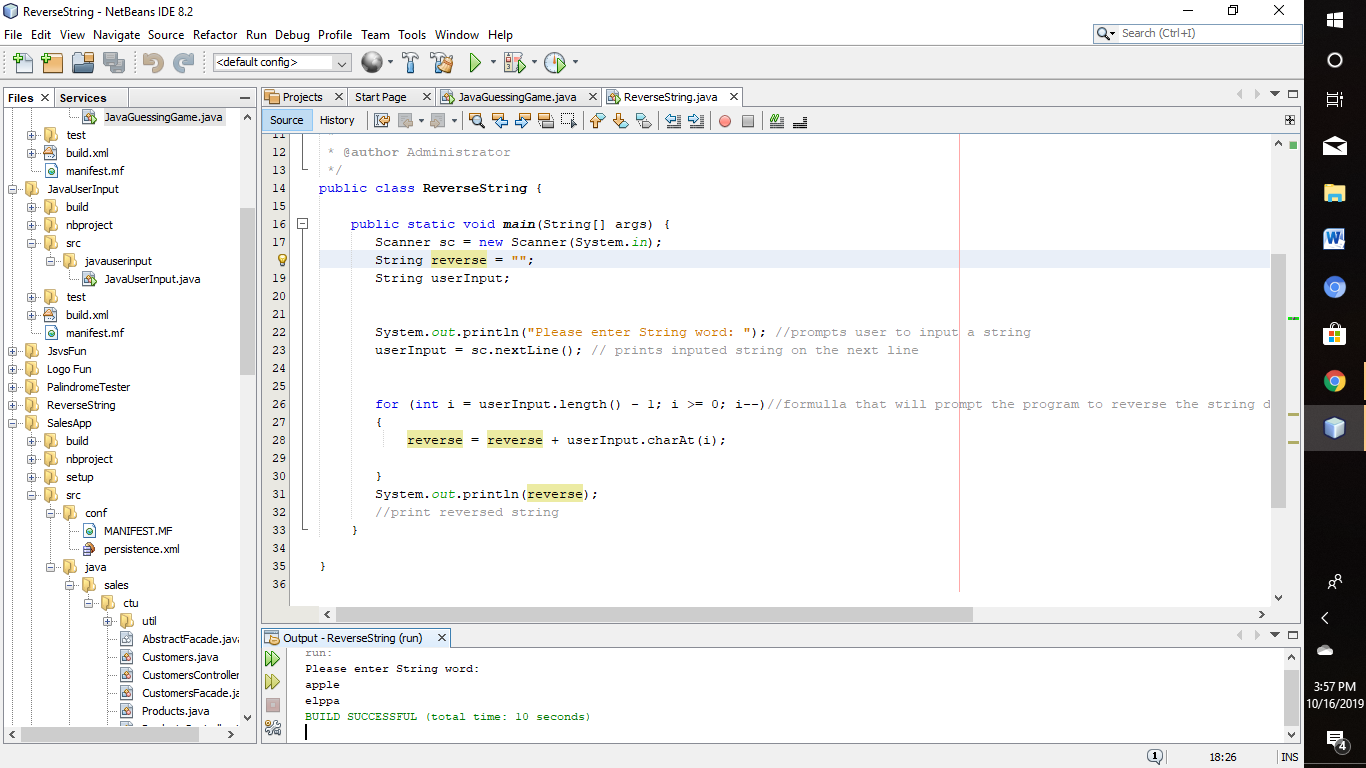 ReverseString - NetBeans IDE 8.2
File Edit View Navigate Source Refactor Run Debug Profile Team Tools Window Help
Search (Ctrl+I)
<default config>
Files
Services
JavaGuessingGame.java
test
build.xml
manifest.mf
JavaUserInput
build
nbproject
src
javauserinput
JavaUserInput.java
test
build.xml
manifest.mf
JsvsFun
Logo Fun
PalindromeTester
ReverseString
SalesApp
build
nbproject
setup
src
conf
MANIFEST.MF
persistence.xml
java
sales
ctu
util
AbstractFacade.java
Customers.java
CustomersController
CustomersFacade.ja
Products.java
Projects
Start Page
JavaGuessingGame.java
ReverseString.java
Source
History
11 *
12 * @author Administrator
13 */
14 public class ReverseString {
15
16 public static void main(String[] args) {
17 Scanner sc = new Scanner(System.in);
String reverse = "";
19 String userInput;
20
21
22 System.out.println("Please enter String word: "); //prompts user to input a string
23 userInput = sc.nextLine(); // prints inputed string on the next line
24
25
26 for (int i = userInput.length() - 1; i >= 0; i--)//formulla that will prompt the program to reverse the string d
27 {
28 reverse = reverse + userInput.charAt(i);
29
30 }
31 System.out.println(reverse);
32 //print reversed string
33 }
34
35 }
36
Output - ReverseString (run)
run:
Please enter String word:
apple
elppa
BUILD SUCCESSFUL (total time: 10 seconds)
1
18:26
INS
3:57 PM
10/16/2019
4